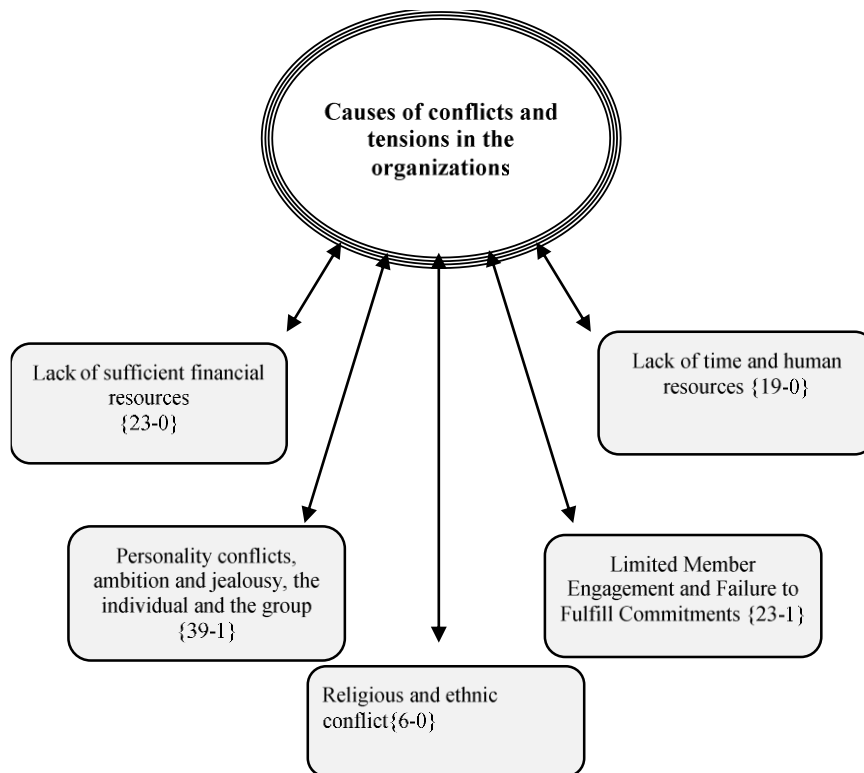 Causes of conflicts and
tensions in the
organizations
Lack of sufficient financial
resources
{23-0}
Lack of time and human
resources {19-0}
Personality conflicts,
ambition and jealousy, the
individual and the group
{39-1}
Limited Member
Engagement and Failure to
Fulfill Commitments {23-1}
Religious and ethnic
conflict{6-0}